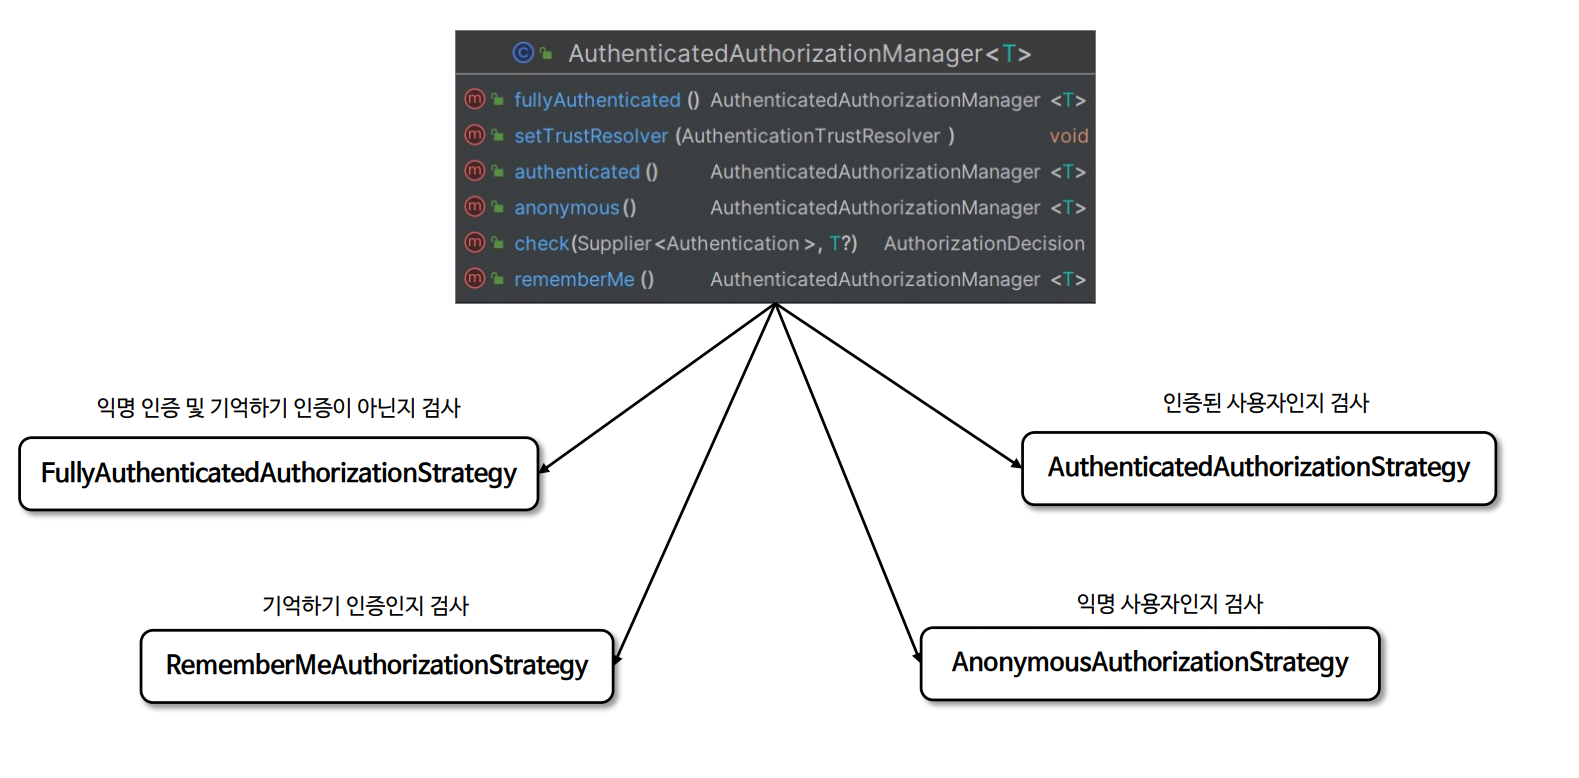 AuthenticatedAuthorizationManager<T>
fullyAuthenticated () AuthenticatedAuthorizationManager <T>
setTrustResolver (AuthenticationTrustResolver ) void
authenticated () AuthenticatedAuthorizationManager <T>
anonymous() AuthenticatedAuthorizationManager <T>
check(Supplier<Authentication>, T?) AuthorizationDecision
rememberMe () AuthenticatedAuthorizationManager <T>
익명 인증 및 기억하기 인증이 아닌지 검사
FullyAuthenticatedAuthorizationStrategy
인증된 사용자인지 검사
AuthenticatedAuthorizationStrategy
기억하기 인증인지 검사
RememberMeAuthorizationStrategy
익명 사용자인지 검사
AnonymousAuthorizationStrategy